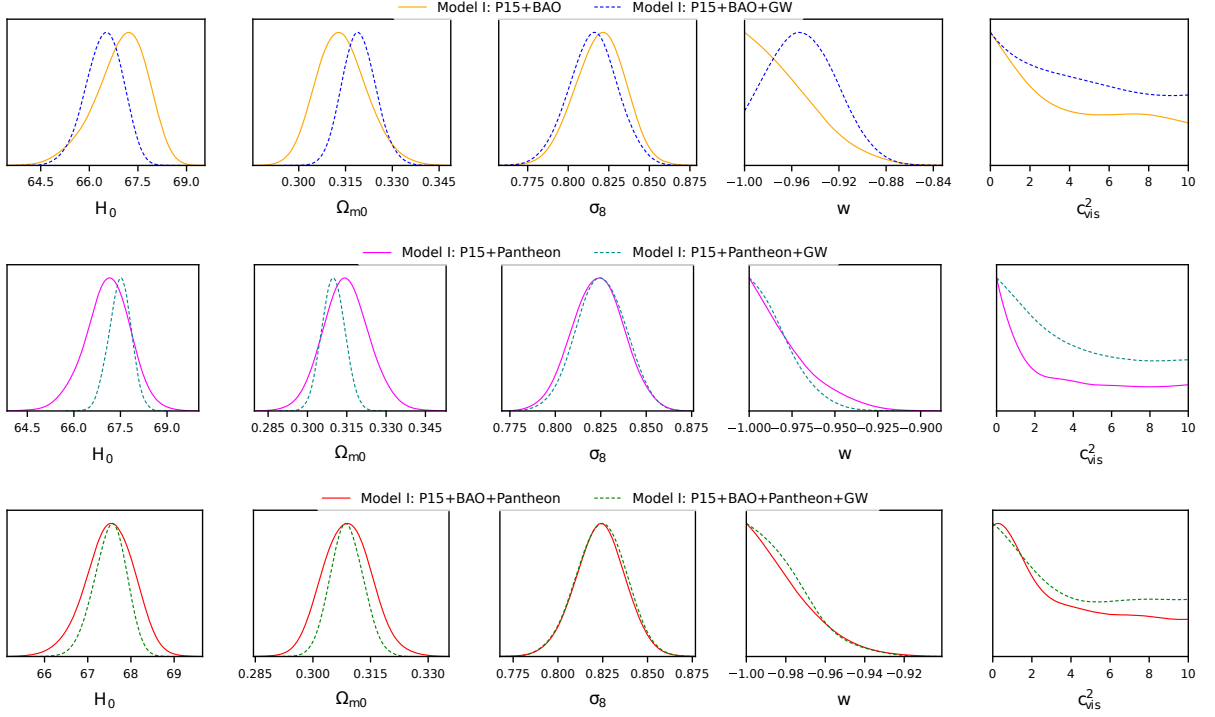 Model I: P15+BAO Model I: P15+BAO+GW
64.5 66.0 67.5 69.0 0.300 0.315 0.330 0.345 0.775 0.800 0.825 0.850 0.875 −1.00 −0.96 −0.92 −0.88 −0.84 0 2 4 6 8 10
H₀ Ωₘ₀ σ₈ w c²ᵥᵢₛ
Model I: P15+Pantheon Model I: P15+Pantheon+GW
64.5 66.0 67.5 69.0 0.285 0.300 0.315 0.330 0.345 0.775 0.800 0.825 0.850 0.875 −1.000 −0.975 −0.950 −0.925 −0.900 0 2 4 6 8 10
H₀ Ωₘ₀ σ₈ w c²ᵥᵢₛ
Model I: P15+BAO+Pantheon Model I: P15+BAO+Pantheon+GW
66 67 68 69 0.285 0.300 0.315 0.330 0.775 0.800 0.825 0.850 0.875 −1.00 −0.98 −0.96 −0.94 −0.92 0 2 4 6 8 10
H₀ Ωₘ₀ σ₈ w c²ᵥᵢₛ